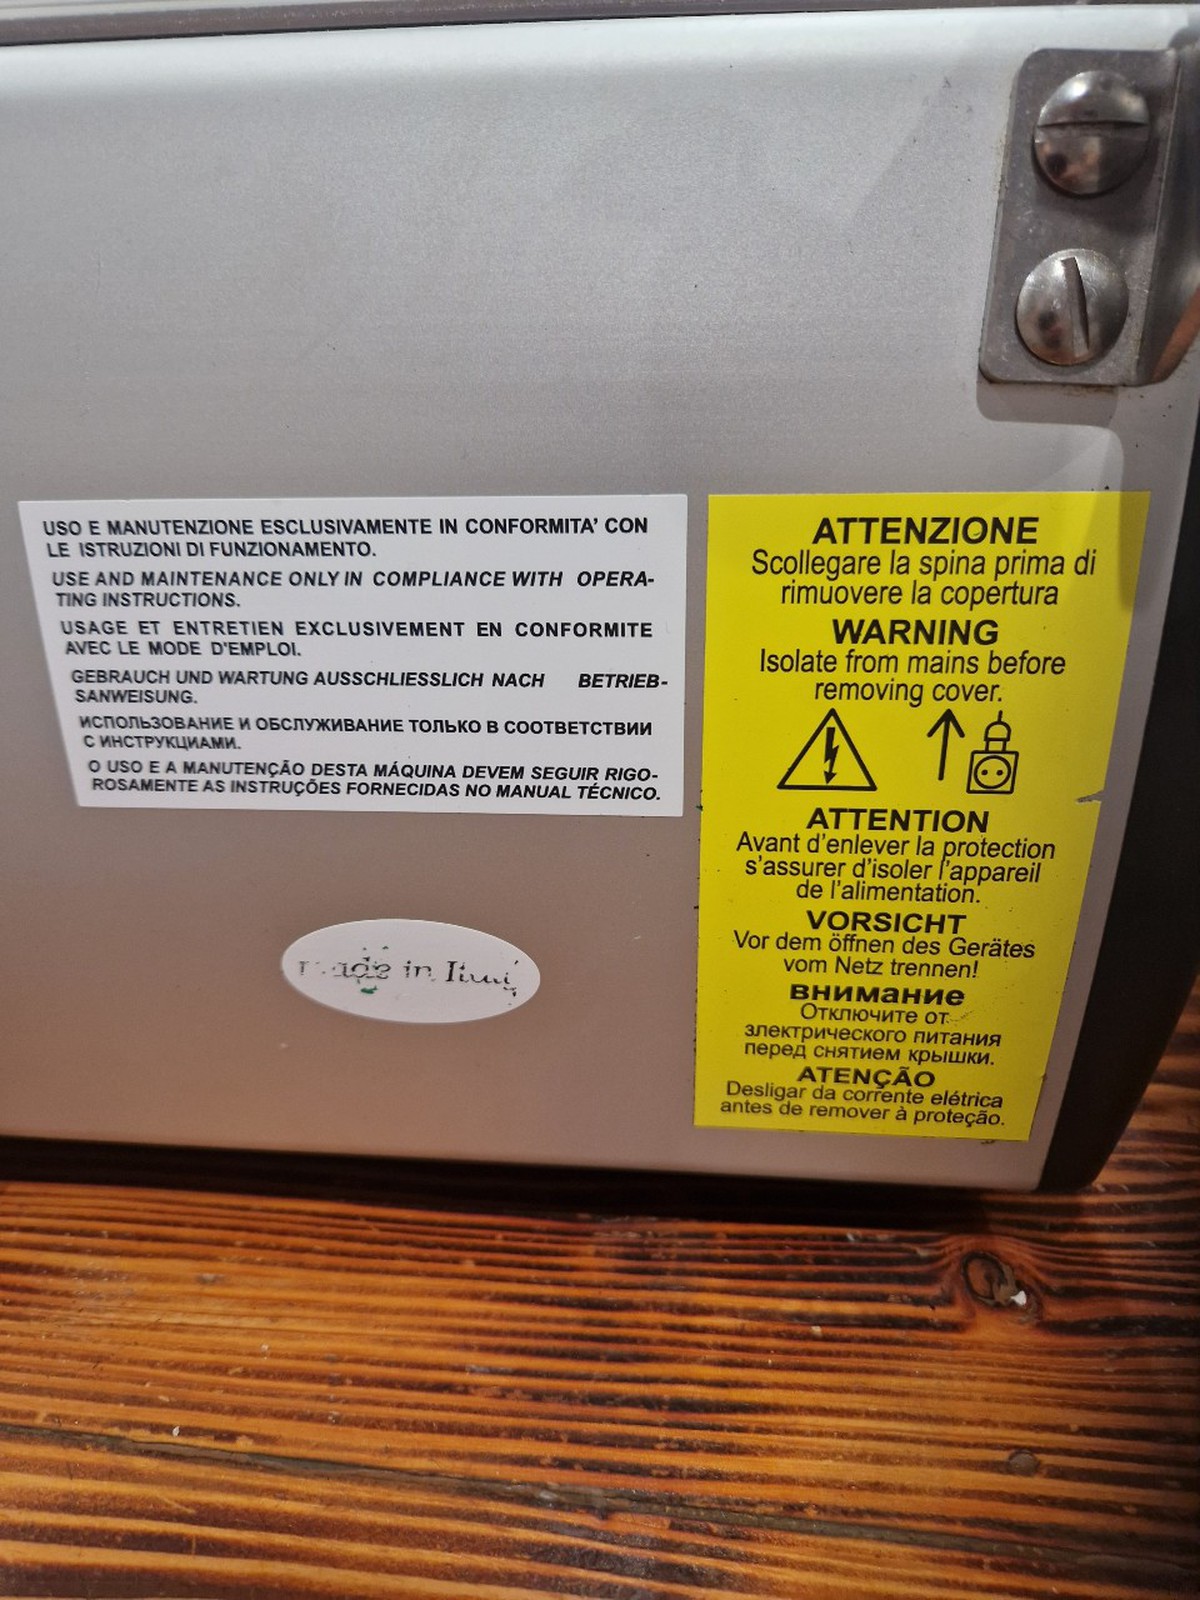 USO E MANUTENZIONE ESCLUSIVAMENTE IN CONFORMITA' CON
LE ISTRUZIONI DI FUNZIONAMENTO.
USE AND MAINTENANCE ONLY IN COMPLIANCE WITH OPERA-
TING INSTRUCTIONS.
USAGE ET ENTRETIEN EXCLUSIVEMENT EN CONFORMITE
AVEC LE MODE D'EMPLOI.
GEBRAUCH UND WARTUNG AUSSCHLIESSLICH NACH BETRIEB-
SANWEISUNG.
ИСПОЛЬЗОВАНИЕ И ОБСЛУЖИВАНИЕ ТОЛЬКО В СООТВЕТСТВИИ
С ИНСТРУКЦИАМИ.
O USO E A MANUTENÇÃO DESTA MÁQUINA DEVEM SEGUIR RIGO-
ROSAMENTE AS INSTRUÇÕES FORNECIDAS NO MANUAL TÉCNICO.
made in Italy
ATTENZIONE
Scollegare la spina prima di
rimuovere la copertura
WARNING
Isolate from mains before
removing cover.
ATTENTION
Avant d'enlever la protection
s'assurer d'isoler l'appareil
de l'alimentation.
VORSICHT
Vor dem öffnen des Gerätes
vom Netz trennen!
внимание
Отключите от
злектрического питания
перед снятием крышки.
ATENÇÃO
Desligar da corrente elétrica
antes de remover à proteção.